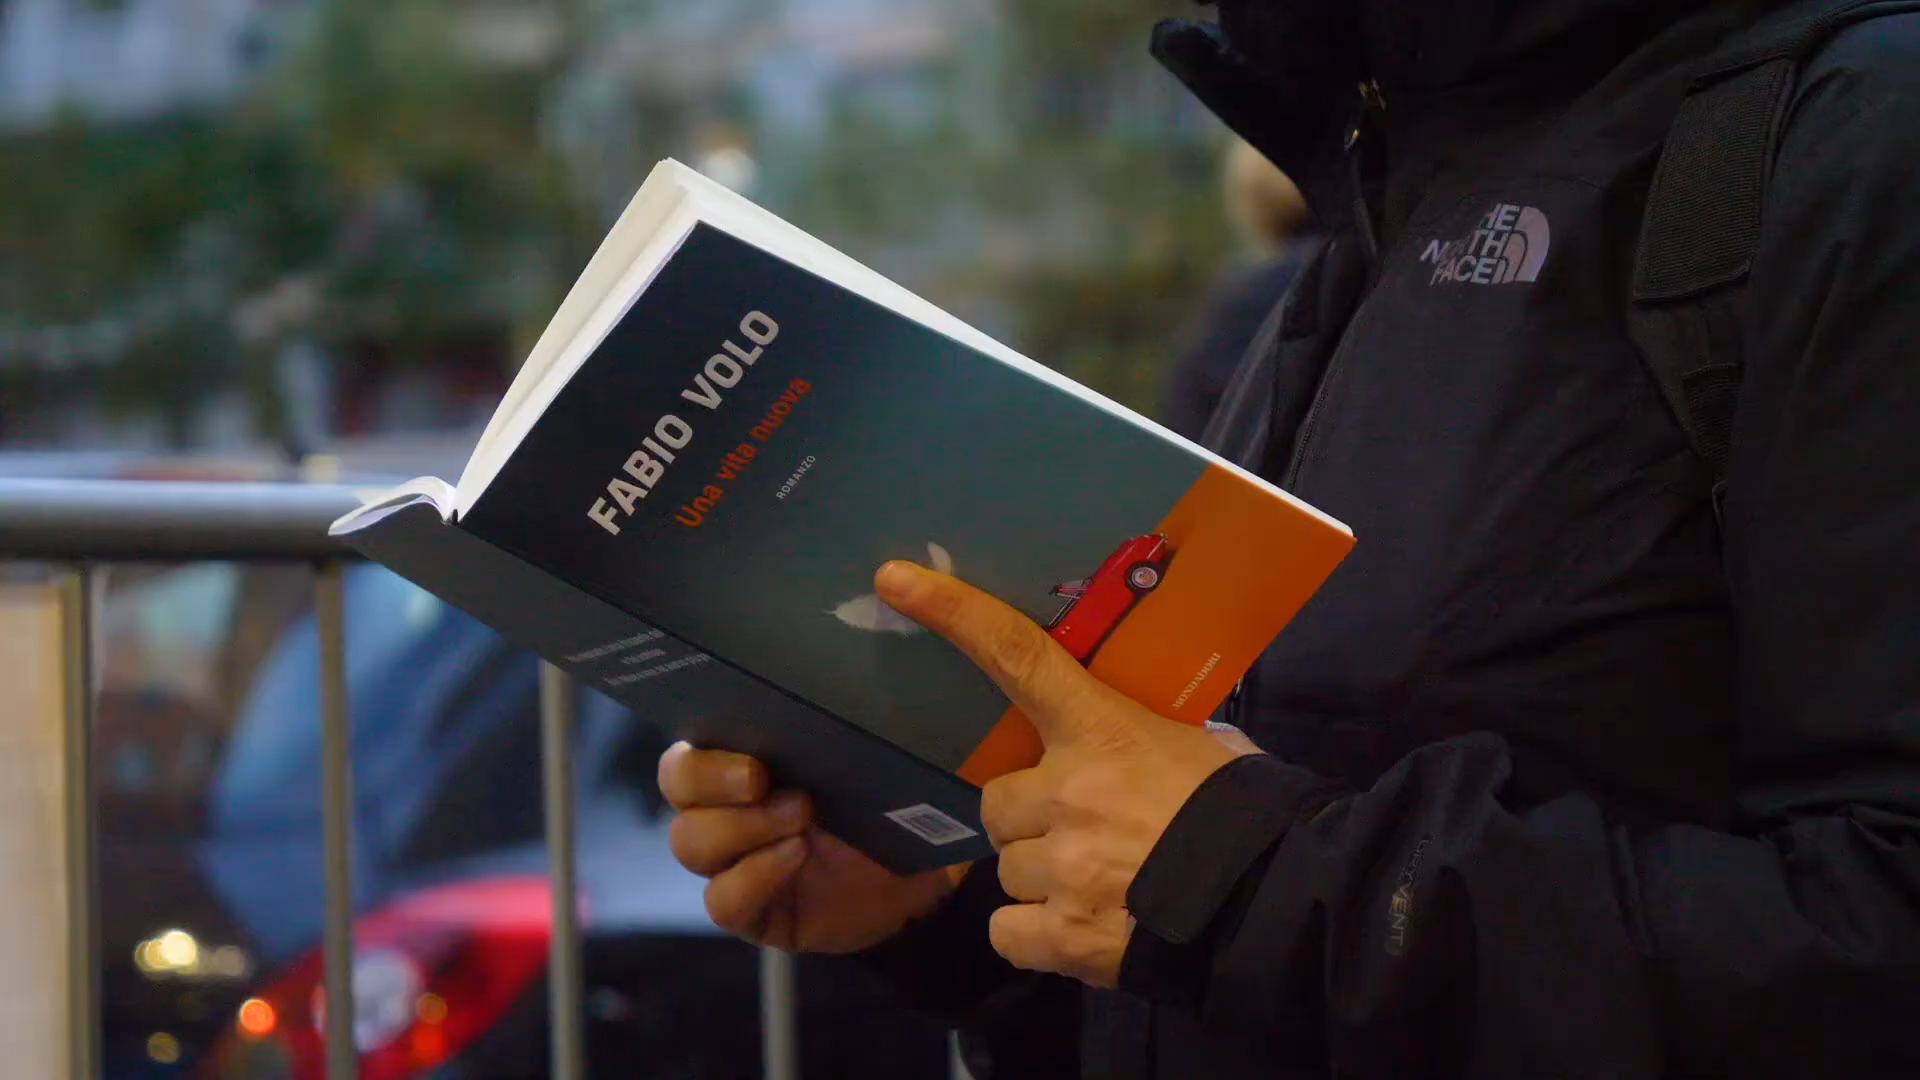 FABIO VOLO
Una vita nuova
ROMANZO
MONDADORI
THE
NORTH
FACE
DRYVENT